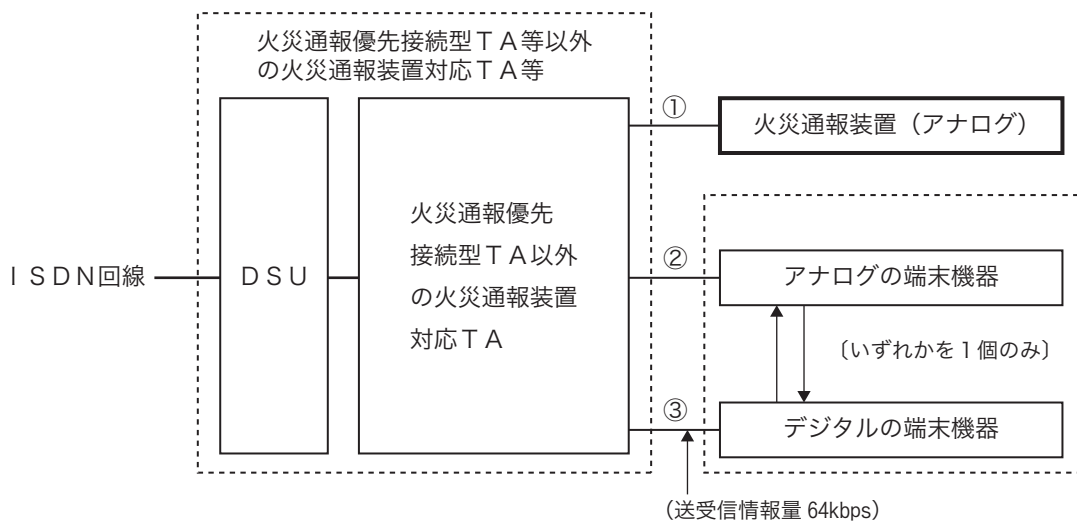 火災通報優先接続型ＴＡ等以外
の火災通報装置対応ＴＡ等
①
火災通報装置（アナログ）
火災通報優先
接続型ＴＡ以外
の火災通報装置
対応ＴＡ
ＩＳＤＮ回線
ＤＳＵ
②
アナログの端末機器
〔いずれかを１個のみ〕
③
デジタルの端末機器
（送受信情報量 64kbps）